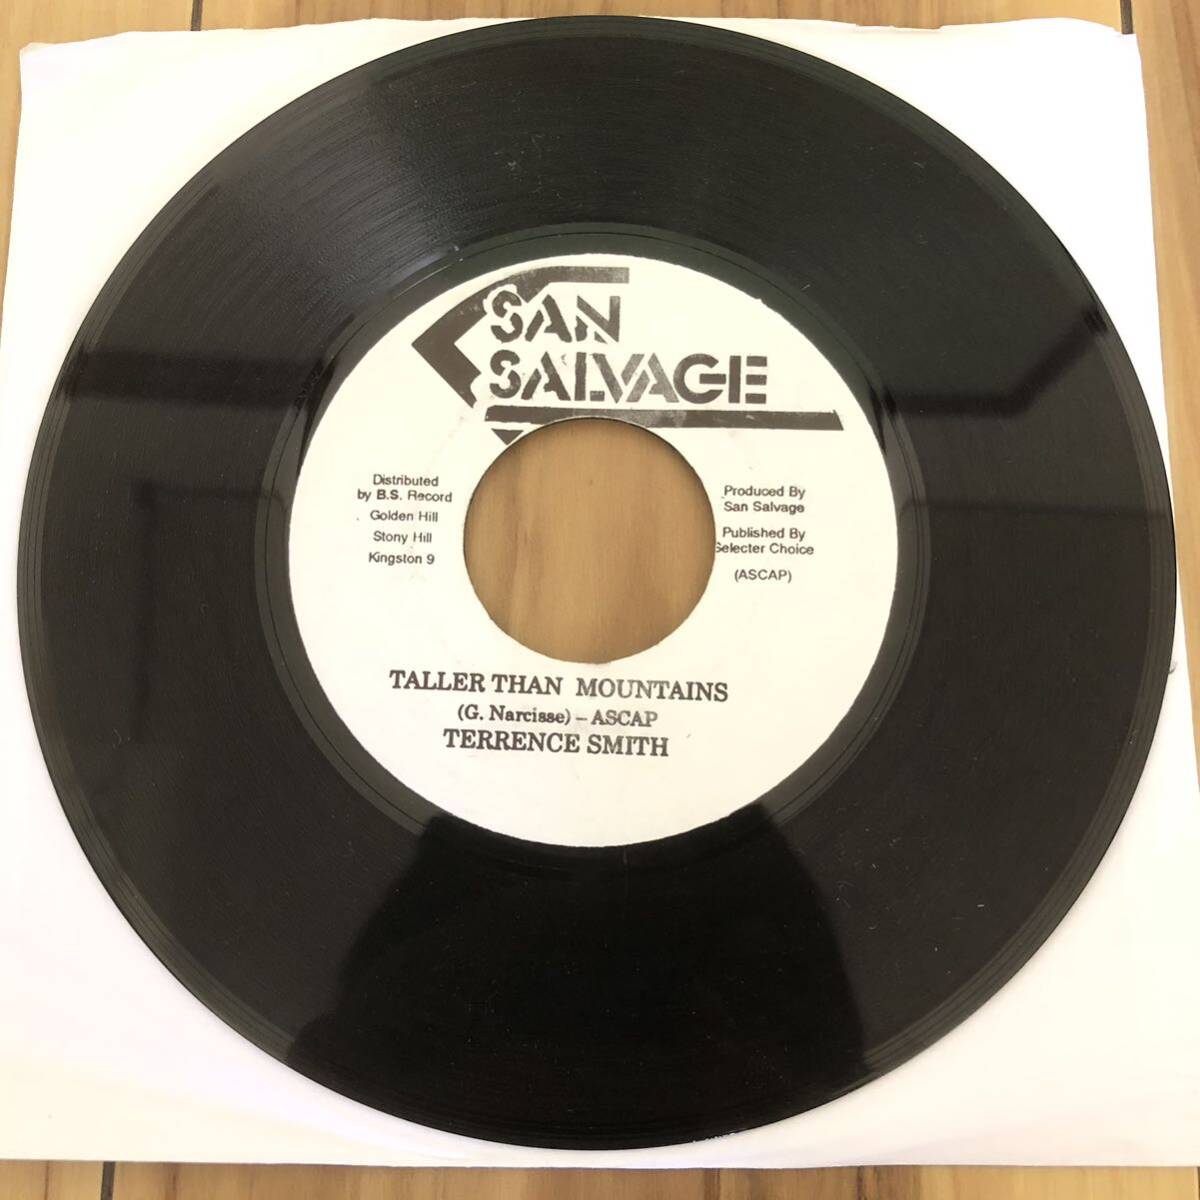 SAN
SALVAGE
Distributed
by B.S. Record
Golden Hill
Stony Hill
Kingston 9
Produced By
San Salvage
Published By
Selecter Choice
(ASCAP)
TALLER THAN MOUNTAINS
(G. Narcisse) – ASCAP
TERRENCE SMITH